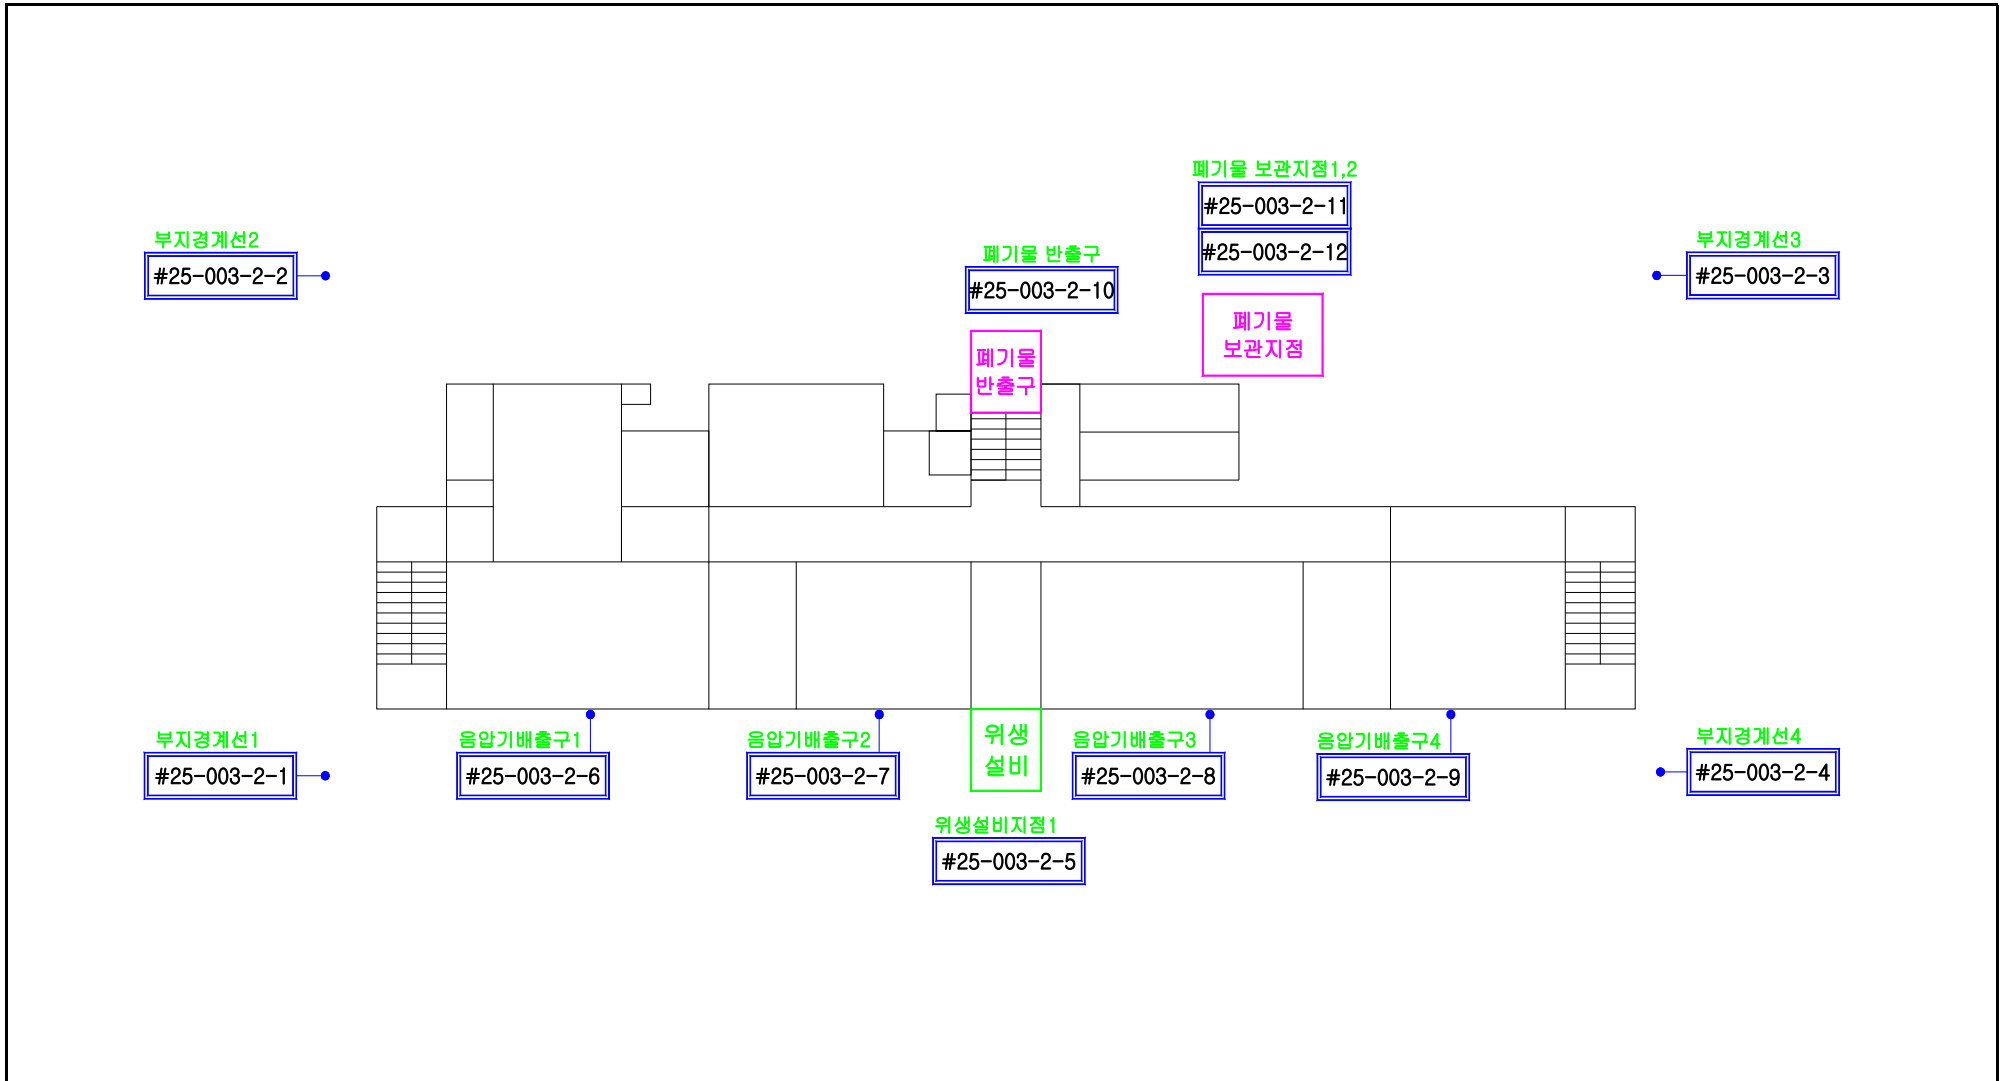 폐기물 보관지점1,2
#25-003-2-11
#25-003-2-12
부지경계선2
#25-003-2-2
폐기물 반출구
#25-003-2-10
부지경계선3
#25-003-2-3
폐기물
보관지점
폐기물
반출구
부지경계선1
#25-003-2-1
음압기배출구1
#25-003-2-6
음압기배출구2
#25-003-2-7
위생
설비
음압기배출구3
#25-003-2-8
음압기배출구4
#25-003-2-9
부지경계선4
#25-003-2-4
위생설비지점1
#25-003-2-5